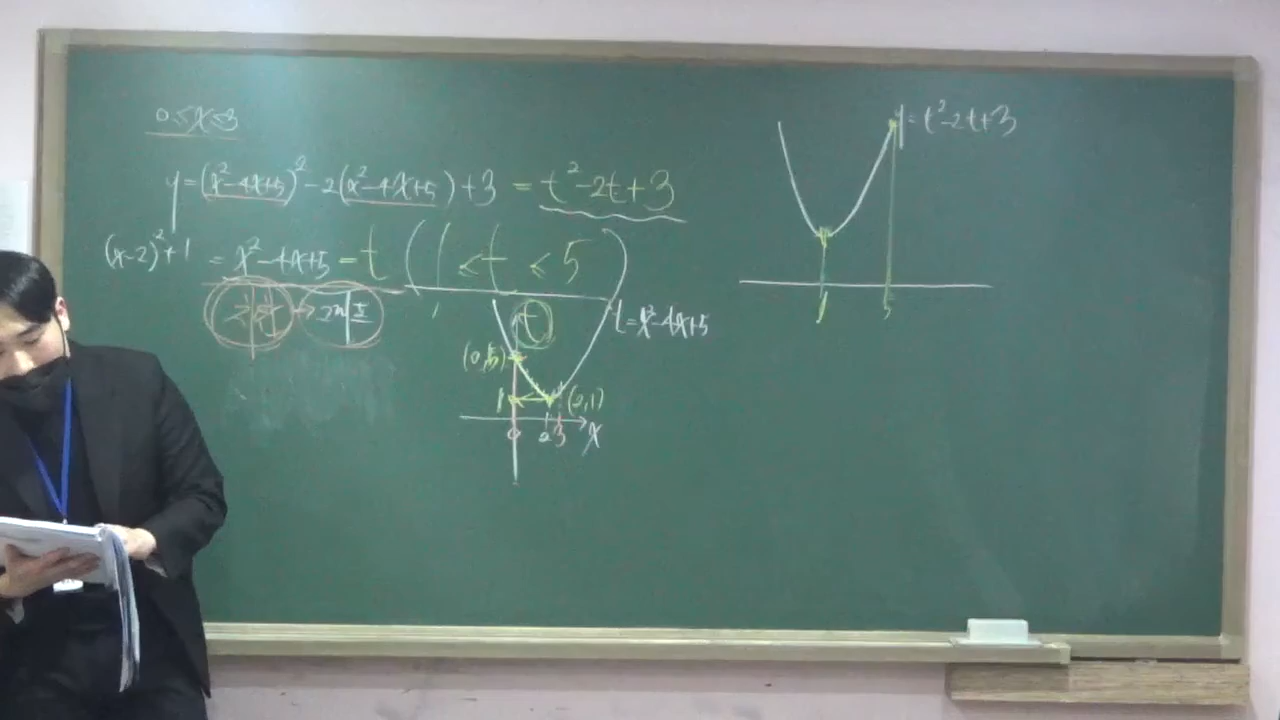 0≤x≤3
y=(x²-4x+5)²-2(x²-4x+5)+3 = t²-2t+3
(x-2)²+1 = x²-4x+5 = t (1 ≤ t ≤ 5)
t
t=x²-4x+5
(0,5)
1
(2,1)
0 2 3 x
y=t²-2t+3
1 5